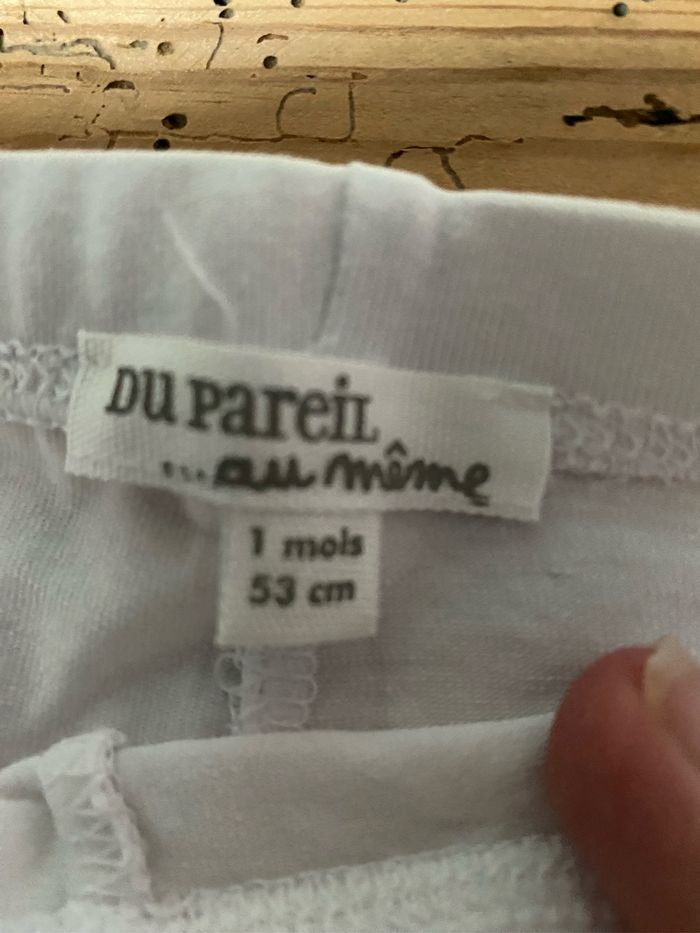 Du Pareil
...au même
1 mois
53 cm